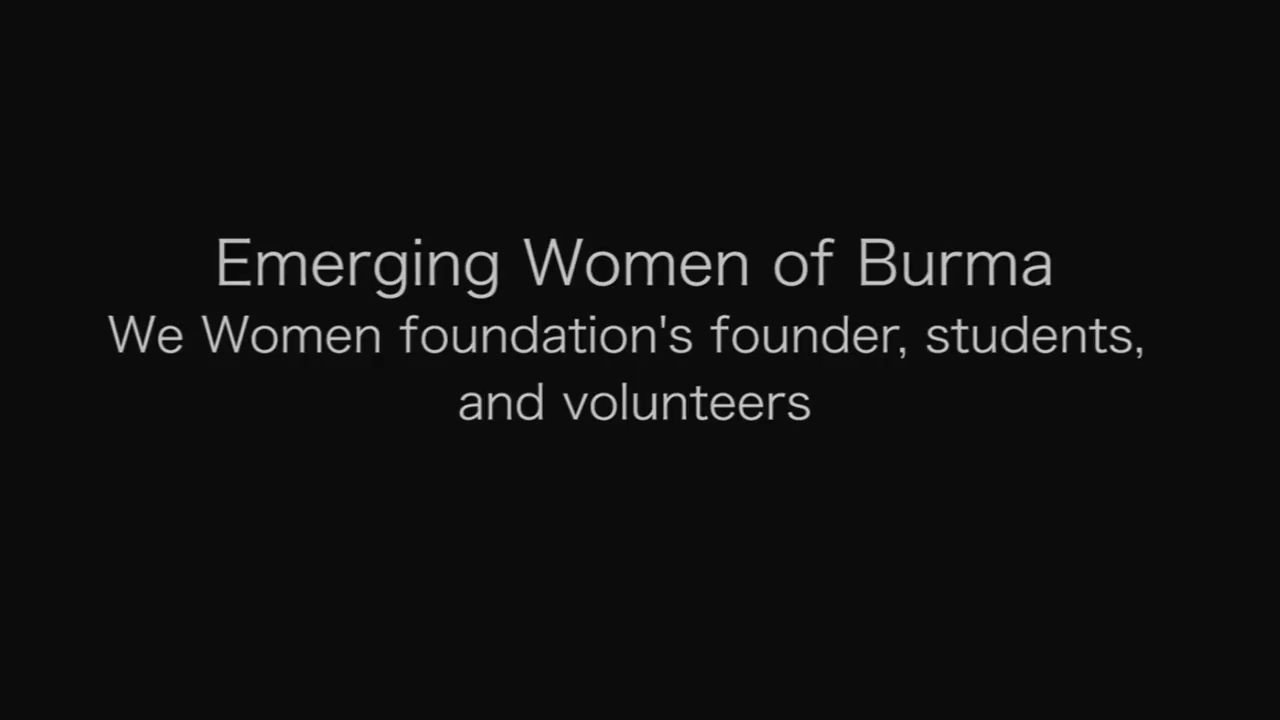 Emerging Women of Burma
We Women foundation's founder, students,
and volunteers